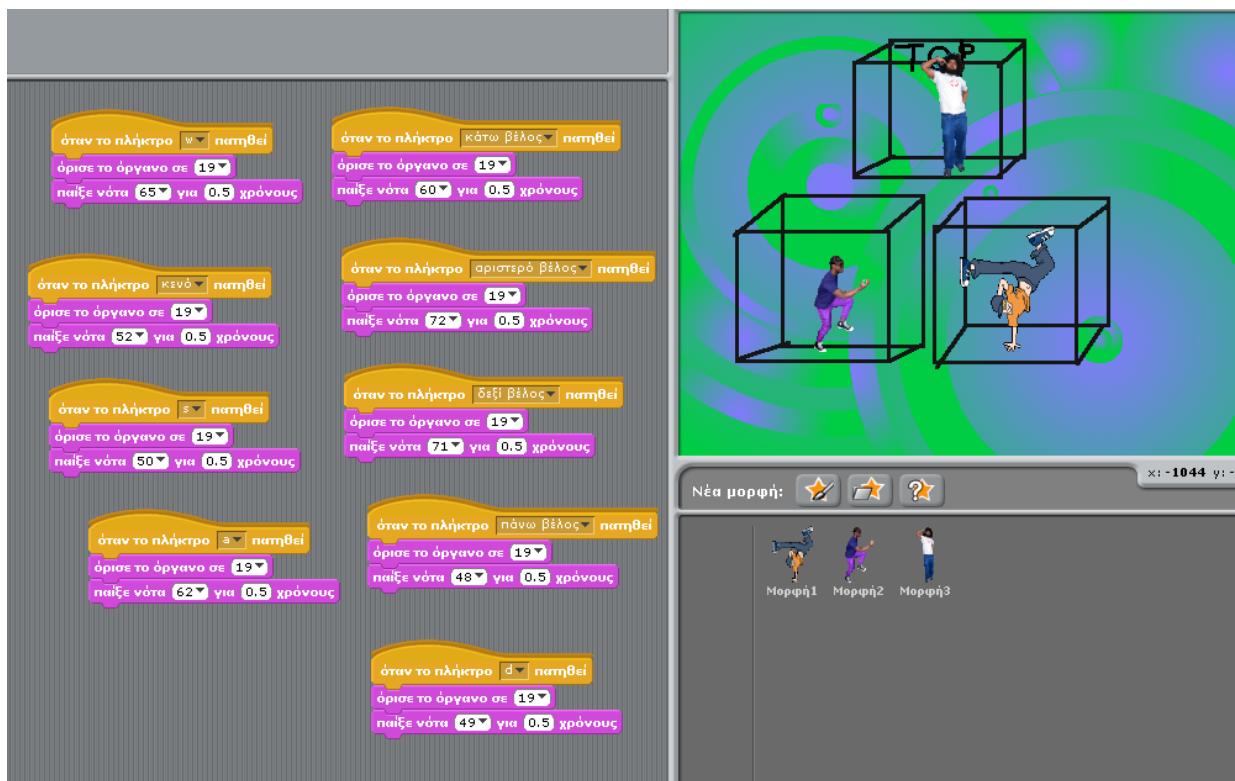 όταν το πλήκτρο w πατηθεί
όρισε το όργανο σε 19
παίξε νότα 65 για 0.5 χρόνους
όταν το πλήκτρο κενό πατηθεί
όρισε το όργανο σε 19
παίξε νότα 52 για 0.5 χρόνους
όταν το πλήκτρο s πατηθεί
όρισε το όργανο σε 19
παίξε νότα 50 για 0.5 χρόνους
όταν το πλήκτρο a πατηθεί
όρισε το όργανο σε 19
παίξε νότα 62 για 0.5 χρόνους
όταν το πλήκτρο κάτω βέλος πατηθεί
όρισε το όργανο σε 19
παίξε νότα 60 για 0.5 χρόνους
όταν το πλήκτρο αριστερό βέλος πατηθεί
όρισε το όργανο σε 19
παίξε νότα 72 για 0.5 χρόνους
όταν το πλήκτρο δεξί βέλος πατηθεί
όρισε το όργανο σε 19
παίξε νότα 71 για 0.5 χρόνους
όταν το πλήκτρο πάνω βέλος πατηθεί
όρισε το όργανο σε 19
παίξε νότα 48 για 0.5 χρόνους
όταν το πλήκτρο d πατηθεί
όρισε το όργανο σε 19
παίξε νότα 49 για 0.5 χρόνους
TOP
x: -1044 y: -
Νέα μορφή:
Μορφή1 Μορφή2 Μορφή3